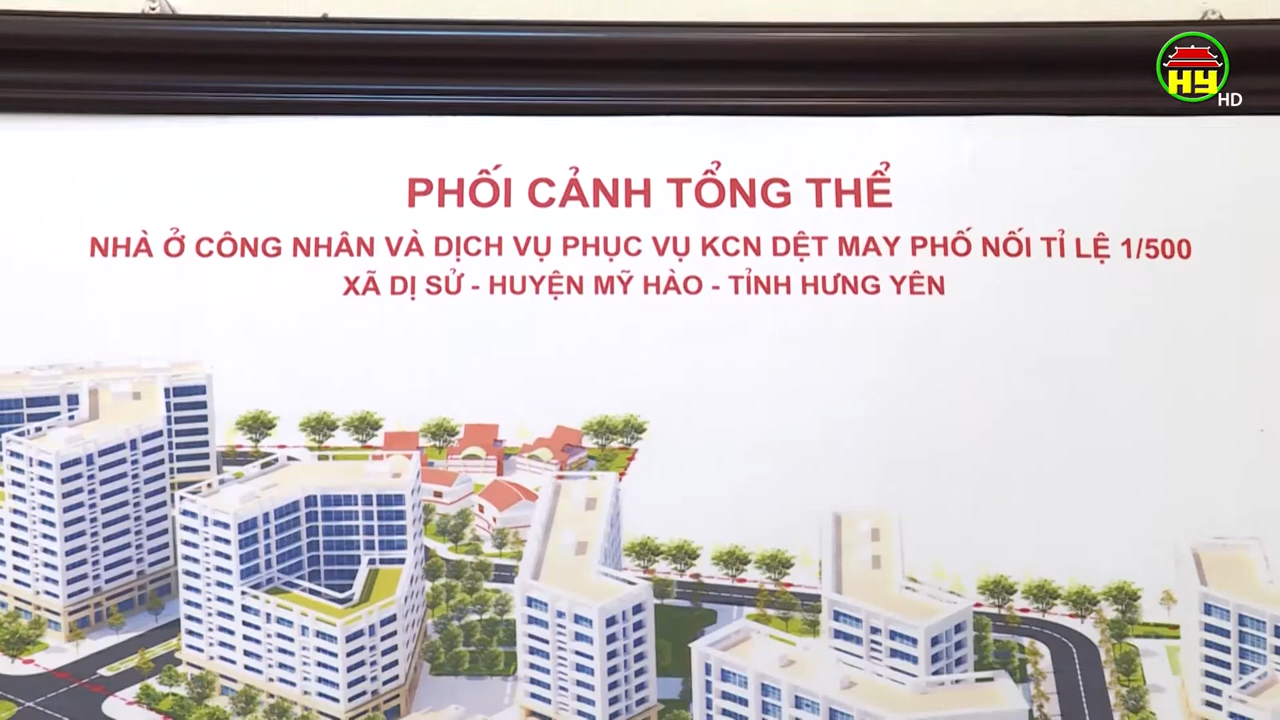 HY
HD
PHỐI CẢNH TỔNG THỂ
NHÀ Ở CÔNG NHÂN VÀ DỊCH VỤ PHỤC VỤ KCN DỆT MAY PHỐ NỐI TỈ LỆ 1/500
XÃ DỊ SỬ - HUYỆN MỸ HÀO - TỈNH HƯNG YÊN